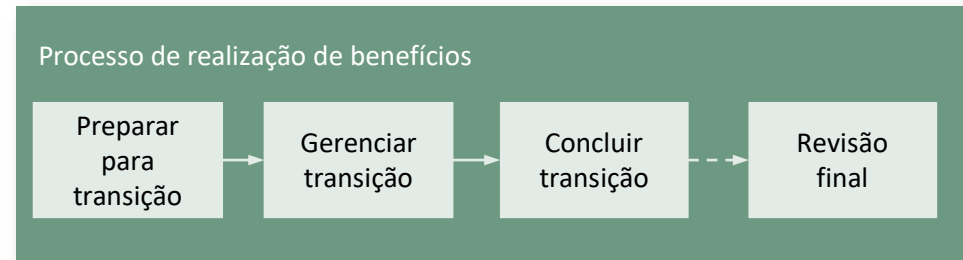 Processo de realização de benefícios
Preparar
para
transição
Gerenciar
transição
Concluir
transição
Revisão
final